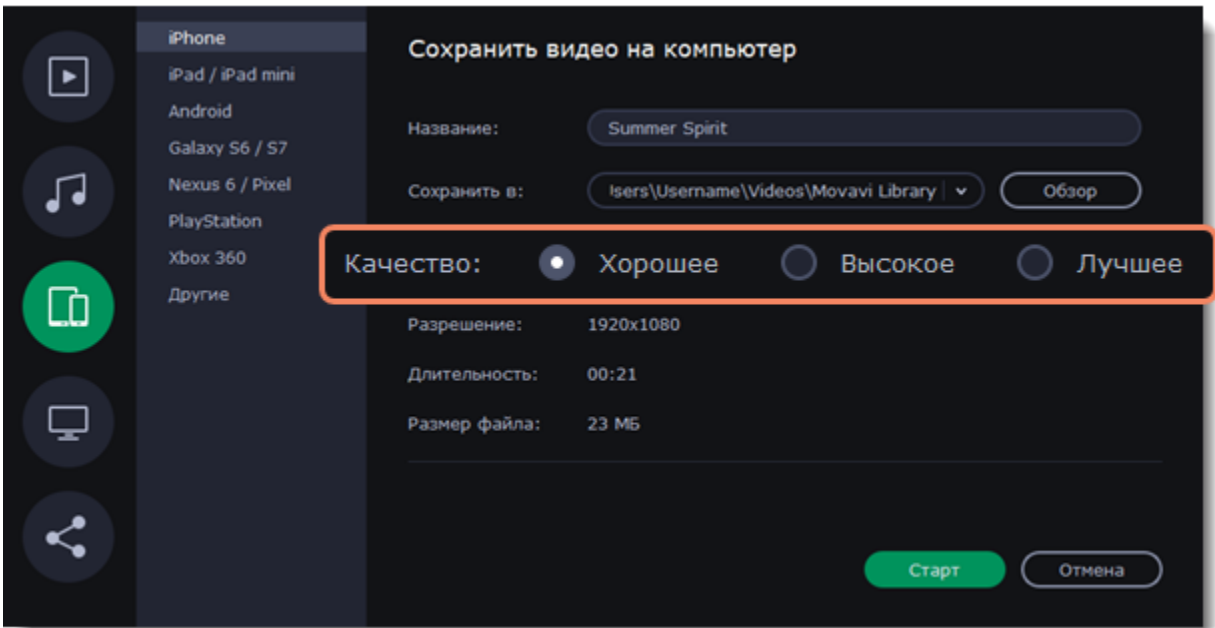 iPhone
iPad / iPad mini
Android
Galaxy S6 / S7
Nexus 6 / Pixel
PlayStation
Xbox 360
Другие
Сохранить видео на компьютер
Название: Summer Spirit
Сохранить в: sers\Username\Videos\Movavi Library Обзор
Качество: Хорошее Высокое Лучшее
Разрешение: 1920x1080
Длительность: 00:21
Размер файла: 23 МБ
Старт Отмена